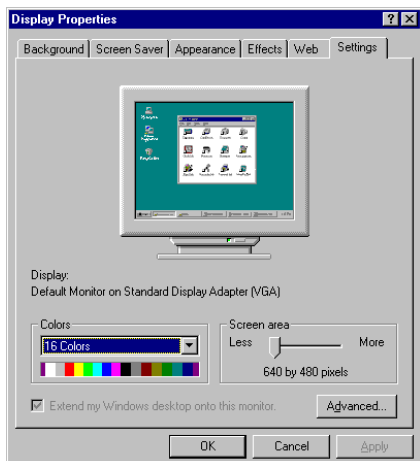 Display Properties
Background Screen Saver Appearance Effects Web Settings
Display:
Default Monitor on Standard Display Adapter (VGA)
Colors
16 Colors
Screen area
Less More
640 by 480 pixels
Extend my Windows desktop onto this monitor.
Advanced...
OK Cancel Apply